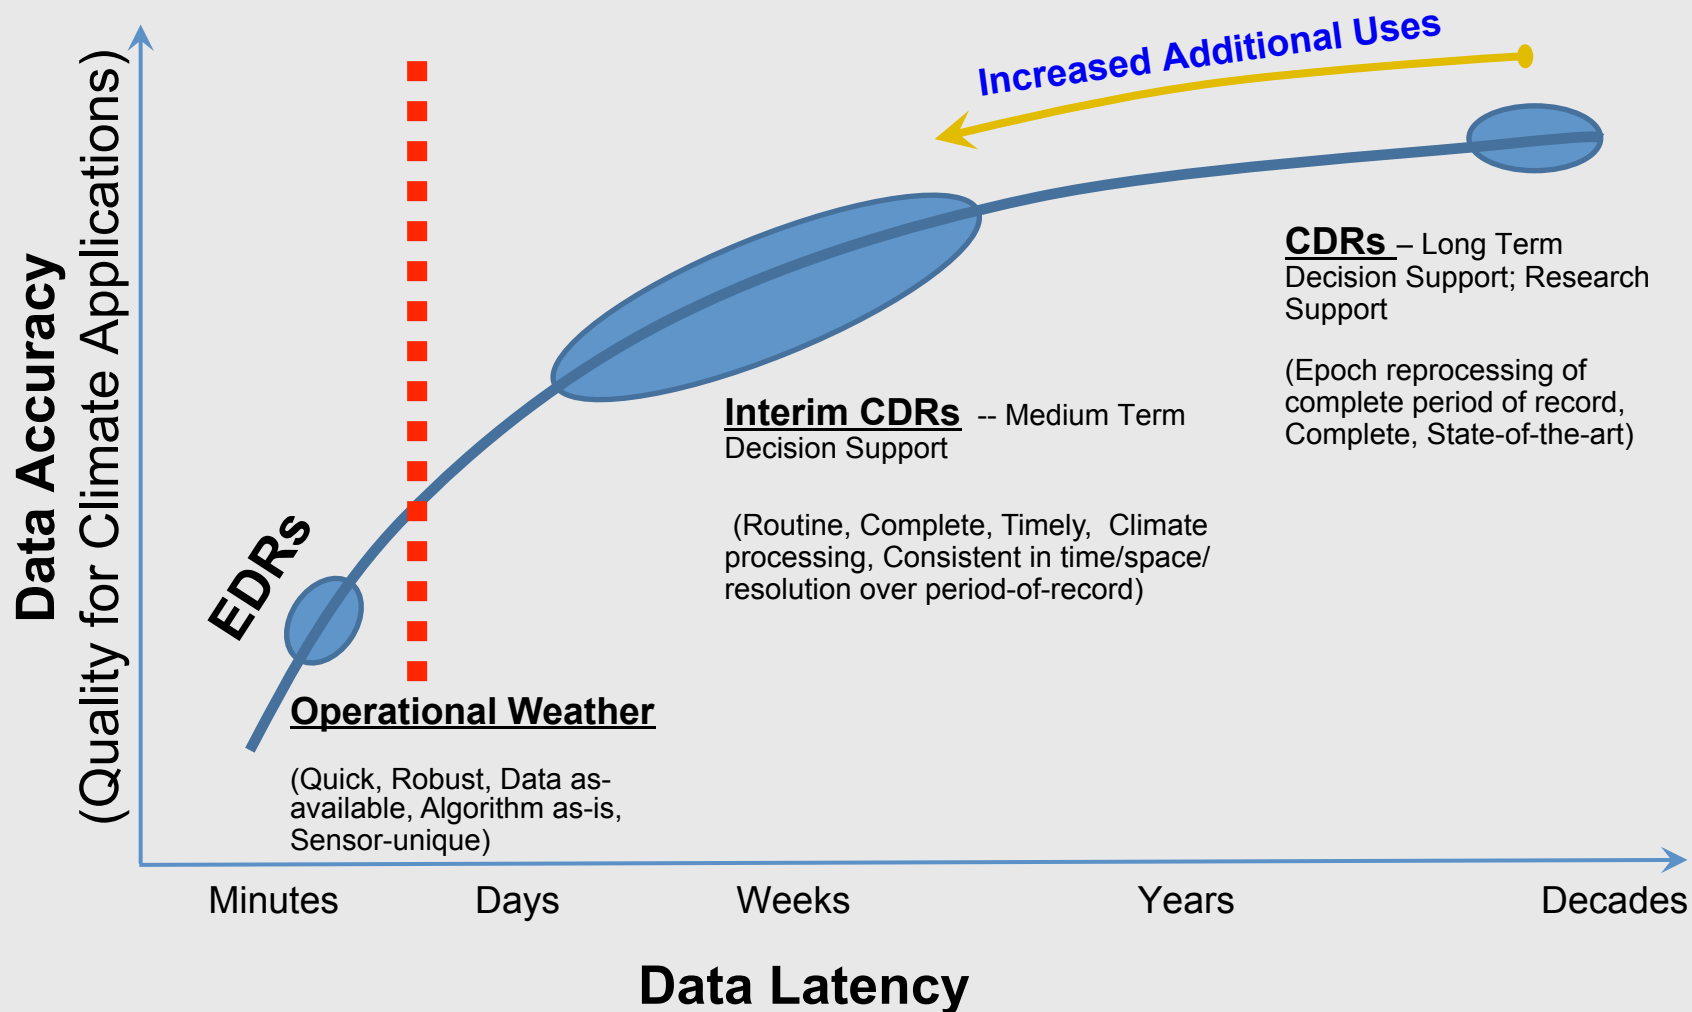 Increased Additional Uses
Data Accuracy
(Quality for Climate Applications)
CDRs – Long Term
Decision Support; Research
Support
(Epoch reprocessing of
complete period of record,
Complete, State-of-the-art)
Interim CDRs -- Medium Term
Decision Support
(Routine, Complete, Timely, Climate
processing, Consistent in time/space/
resolution over period-of-record)
EDRs
Operational Weather
(Quick, Robust, Data as-
available, Algorithm as-is,
Sensor-unique)
Minutes Days Weeks Years Decades
Data Latency